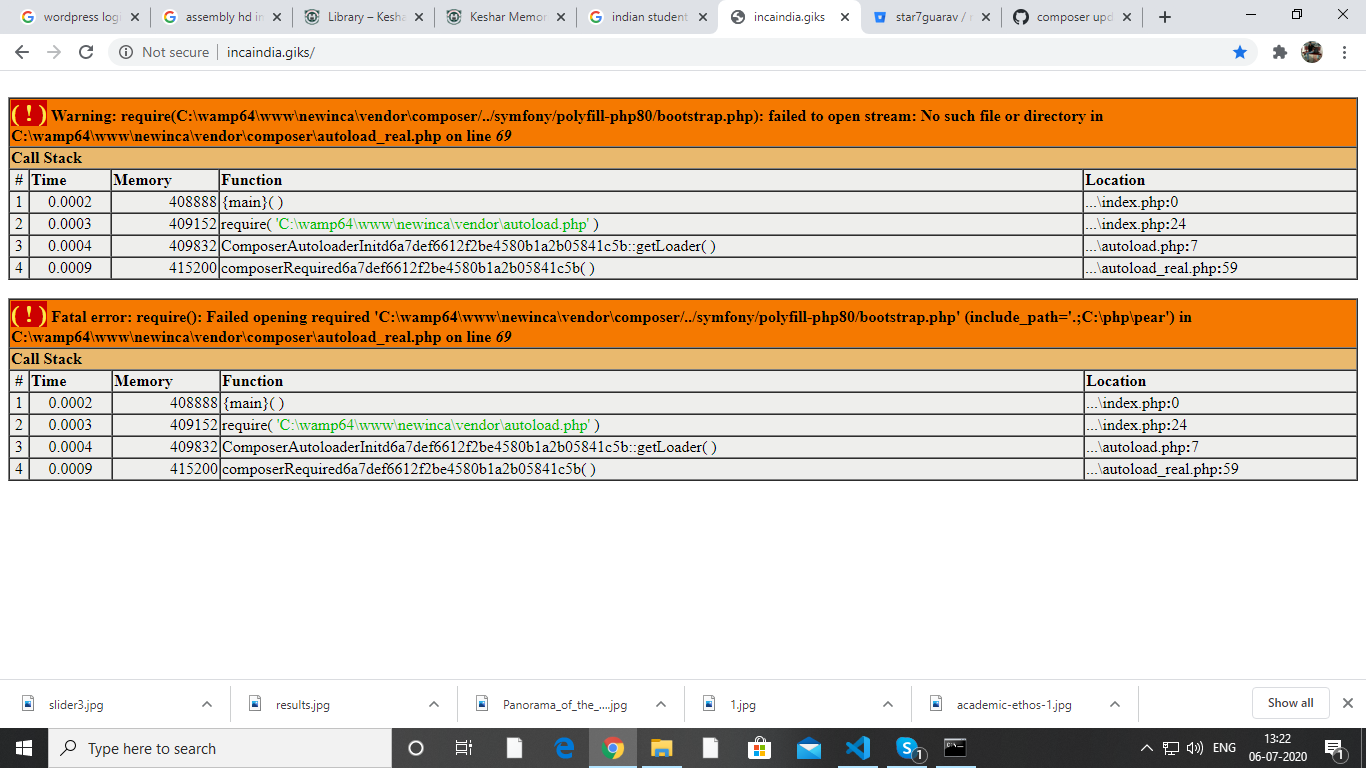 wordpress logi
assembly hd im
Library – Kesha
Keshar Memor
indian student
incaindia.giks
star7guarav / n
composer upd
Not secure
incaindia.giks/
( ! ) Warning: require(C:\wamp64\www\newinca\vendor\composer/../symfony/polyfill-php80/bootstrap.php): failed to open stream: No such file or directory in
C:\wamp64\www\newinca\vendor\composer\autoload_real.php on line 69
Call Stack
# Time Memory Function Location
1 0.0002 408888 {main}( ) ...\index.php:0
2 0.0003 409152 require( 'C:\wamp64\www\newinca\vendor\autoload.php' ) ...\index.php:24
3 0.0004 409832 ComposerAutoloaderInitd6a7def6612f2be4580b1a2b05841c5b::getLoader( ) ...\autoload.php:7
4 0.0009 415200 composerRequired6a7def6612f2be4580b1a2b05841c5b( ) ...\autoload_real.php:59
( ! ) Fatal error: require(): Failed opening required 'C:\wamp64\www\newinca\vendor\composer/../symfony/polyfill-php80/bootstrap.php' (include_path='.;C:\php\pear') in
C:\wamp64\www\newinca\vendor\composer\autoload_real.php on line 69
Call Stack
# Time Memory Function Location
1 0.0002 408888 {main}( ) ...\index.php:0
2 0.0003 409152 require( 'C:\wamp64\www\newinca\vendor\autoload.php' ) ...\index.php:24
3 0.0004 409832 ComposerAutoloaderInitd6a7def6612f2be4580b1a2b05841c5b::getLoader( ) ...\autoload.php:7
4 0.0009 415200 composerRequired6a7def6612f2be4580b1a2b05841c5b( ) ...\autoload_real.php:59
slider3.jpg
results.jpg
Panorama_of_the_....jpg
1.jpg
academic-ethos-1.jpg
Show all
Type here to search
1
ENG
13:22
06-07-2020
1